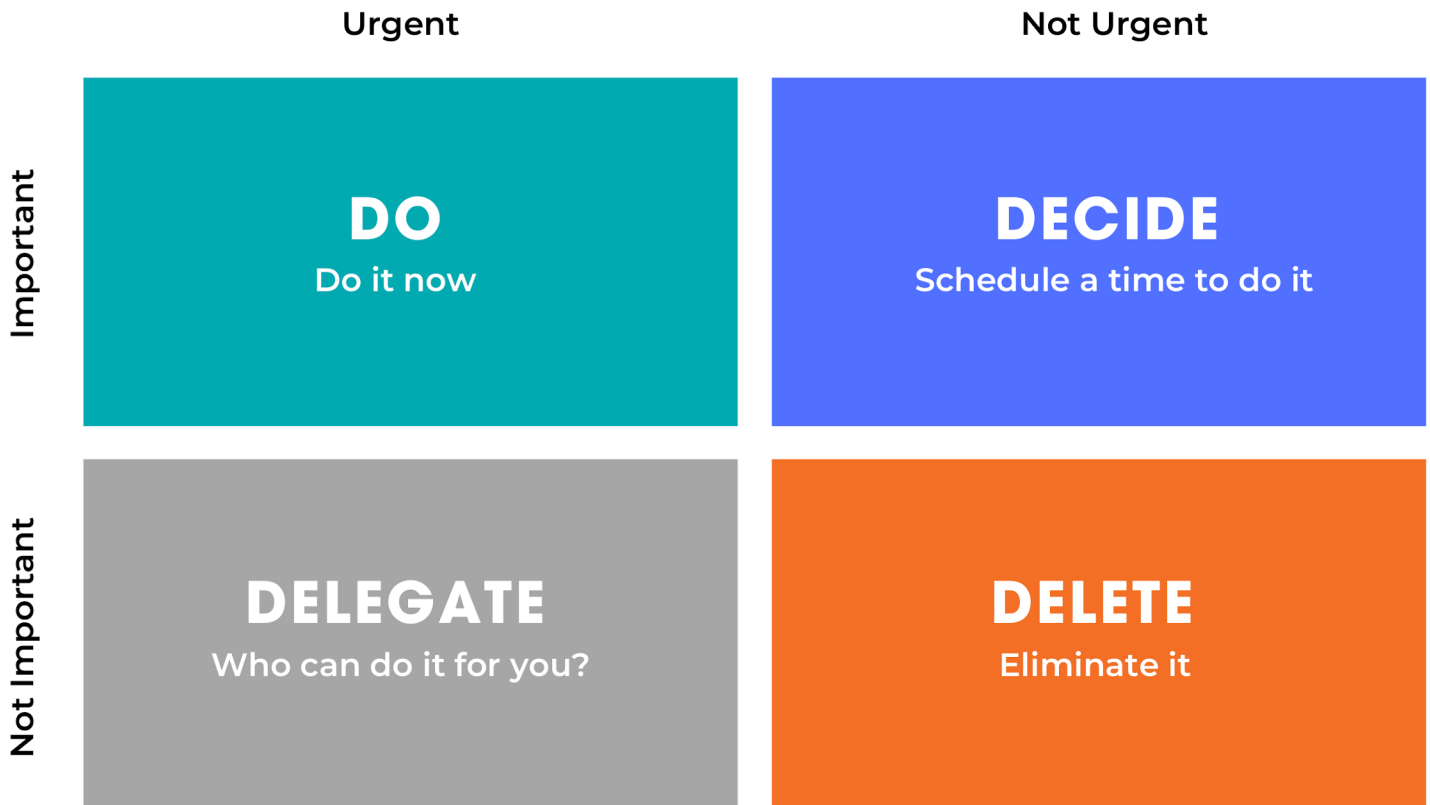 Urgent
Not Urgent
Important
DO
Do it now
DECIDE
Schedule a time to do it
Not Important
DELEGATE
Who can do it for you?
DELETE
Eliminate it